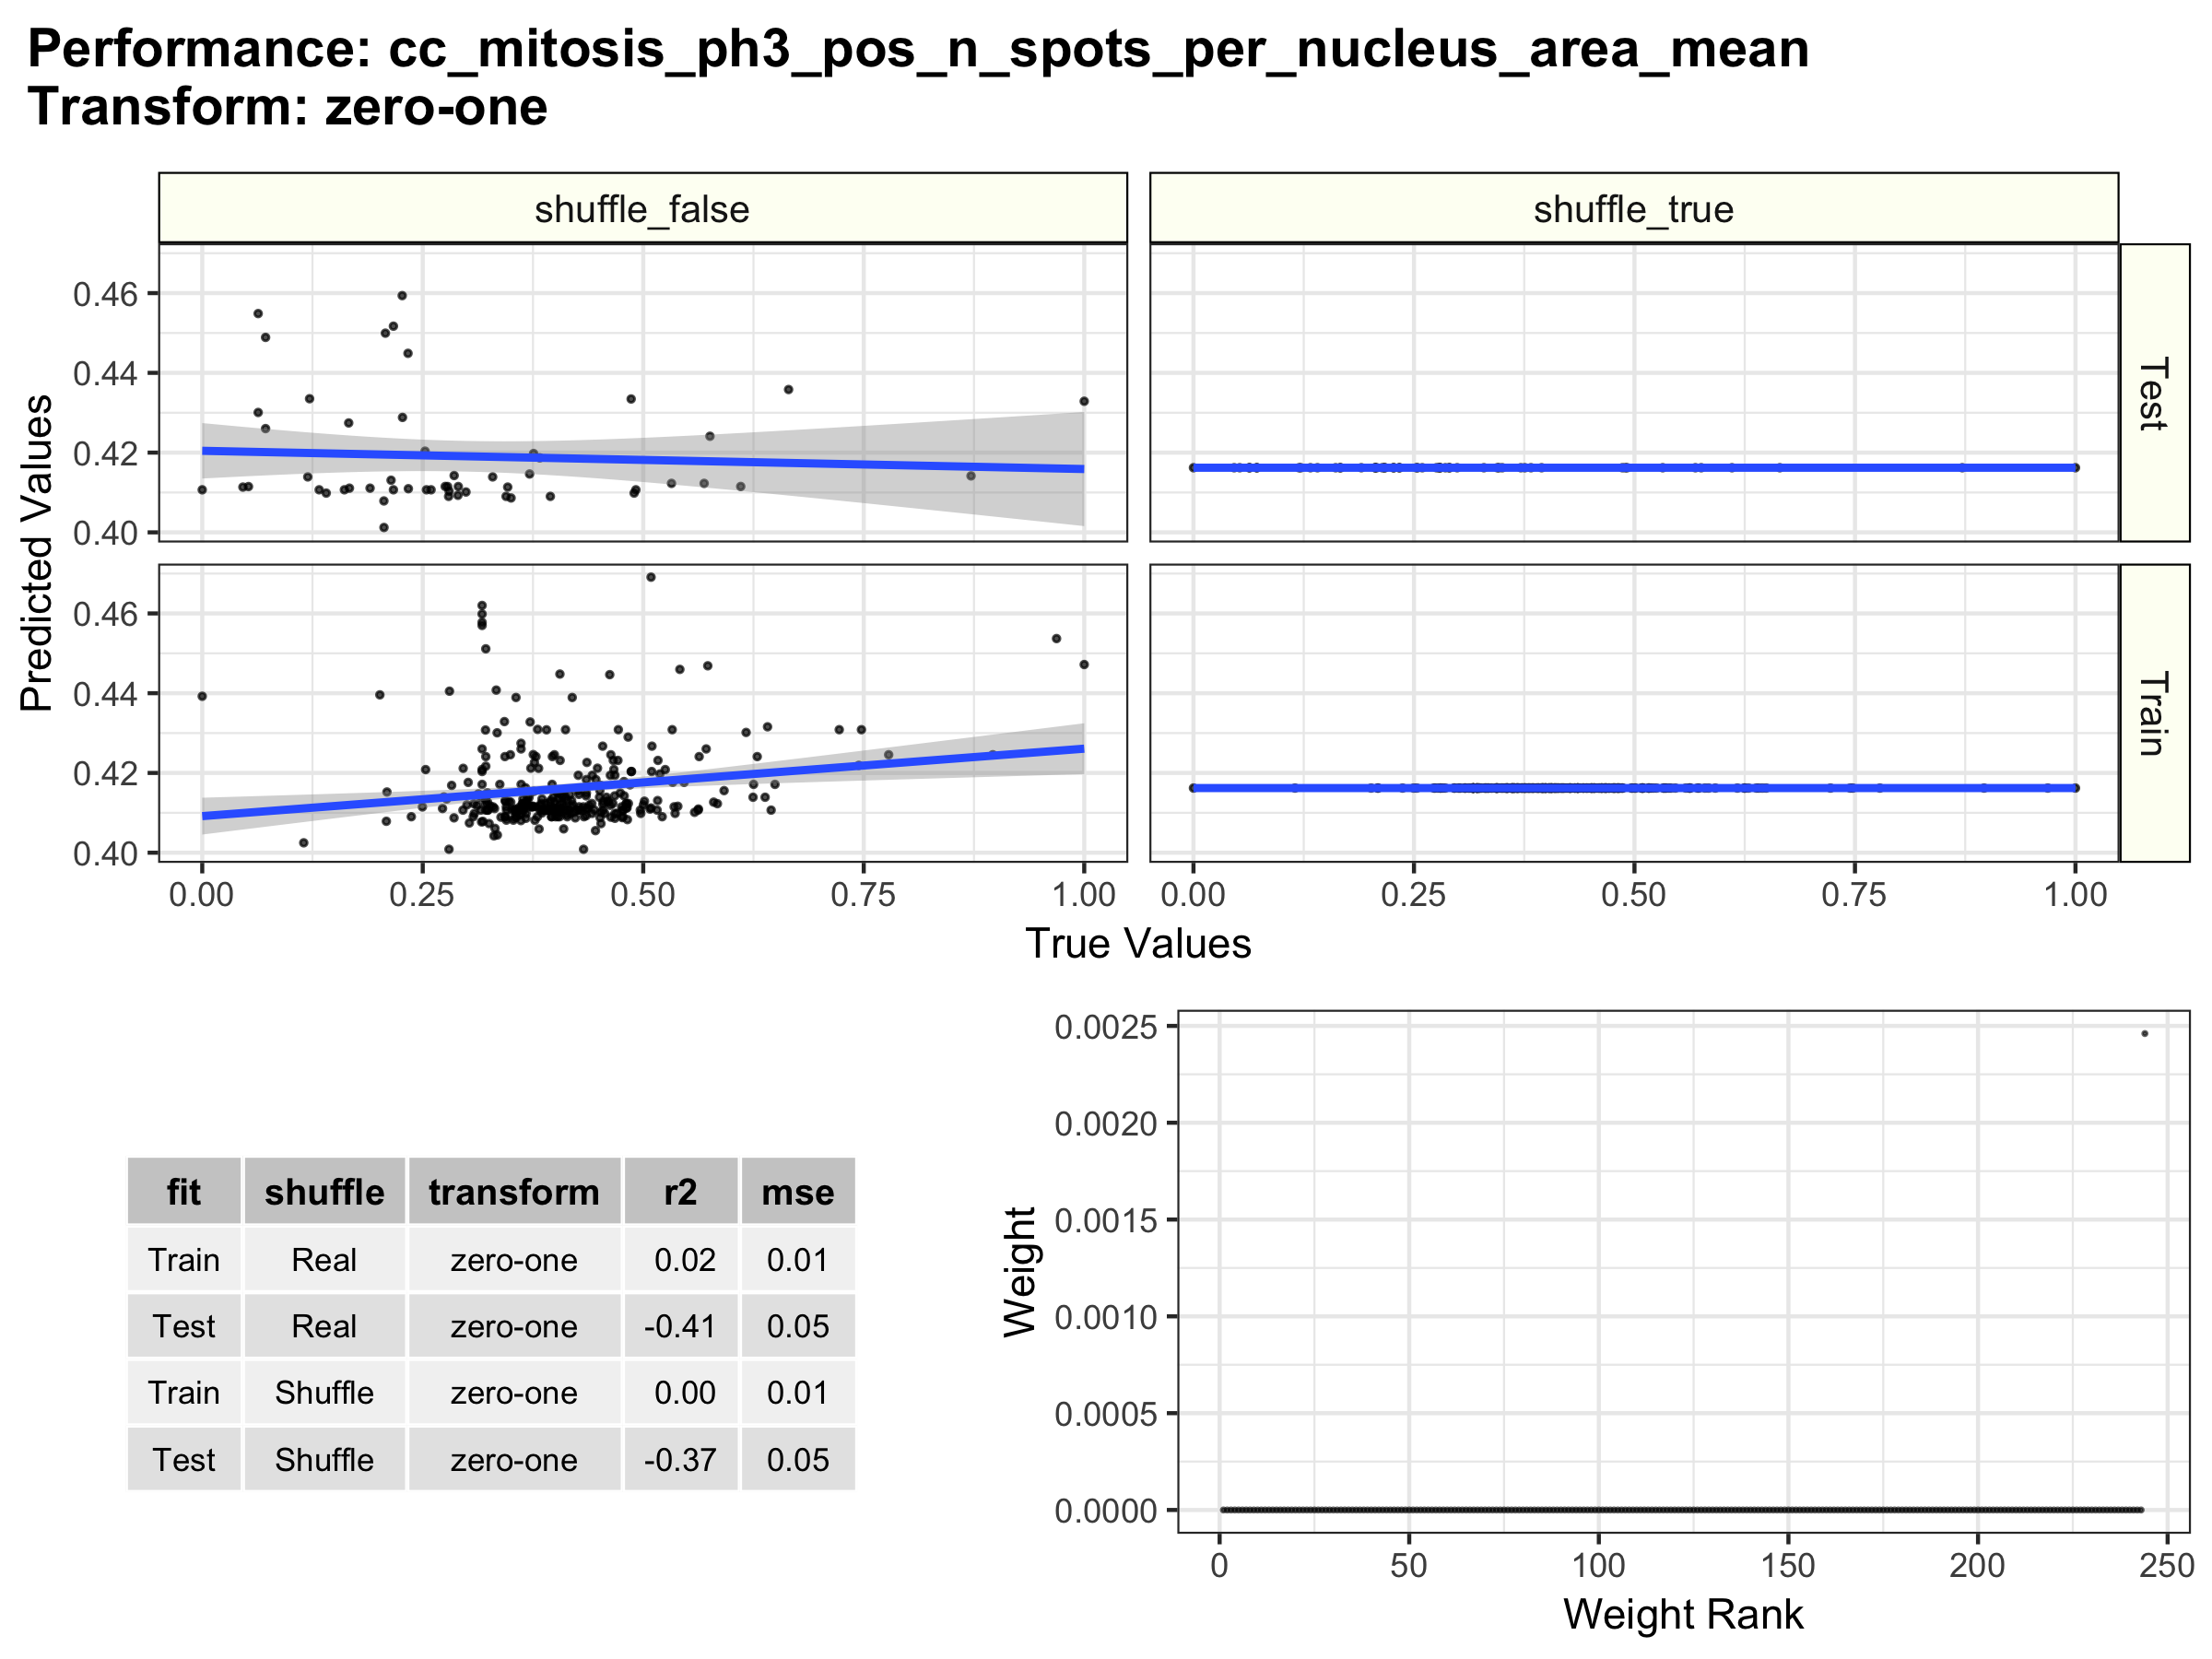 Performance: cc_mitosis_ph3_pos_n_spots_per_nucleus_area_mean
Transform: zero-one
shuffle_false
shuffle_true
0.46
0.44
0.42
0.40
Test
Predicted Values
0.46
0.44
0.42
0.40
Train
0.00 0.25 0.50 0.75 1.00
0.00 0.25 0.50 0.75 1.00
True Values
fit shuffle transform r2 mse
Train Real zero-one 0.02 0.01
Test Real zero-one -0.41 0.05
Train Shuffle zero-one 0.00 0.01
Test Shuffle zero-one -0.37 0.05
0.0025
0.0020
0.0015
0.0010
0.0005
0.0000
Weight
0 50 100 150 200 250
Weight Rank